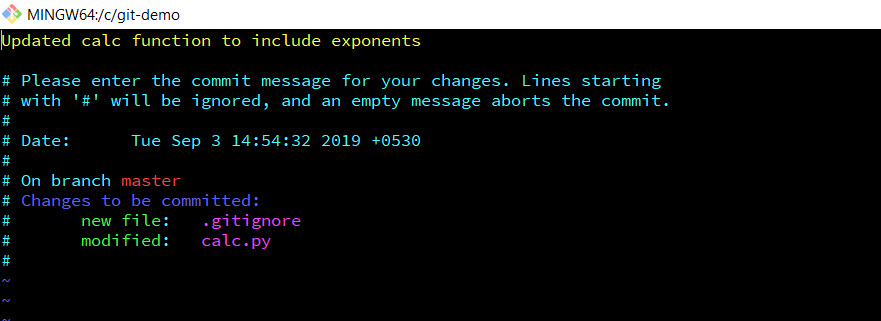 MINGW64:/c/git-demo
Updated calc function to include exponents
# Please enter the commit message for your changes. Lines starting
# with '#' will be ignored, and an empty message aborts the commit.
#
# Date:      Tue Sep 3 14:54:32 2019 +0530
#
# On branch master
# Changes to be committed:
#       new file:   .gitignore
#       modified:   calc.py
#
~
~
~